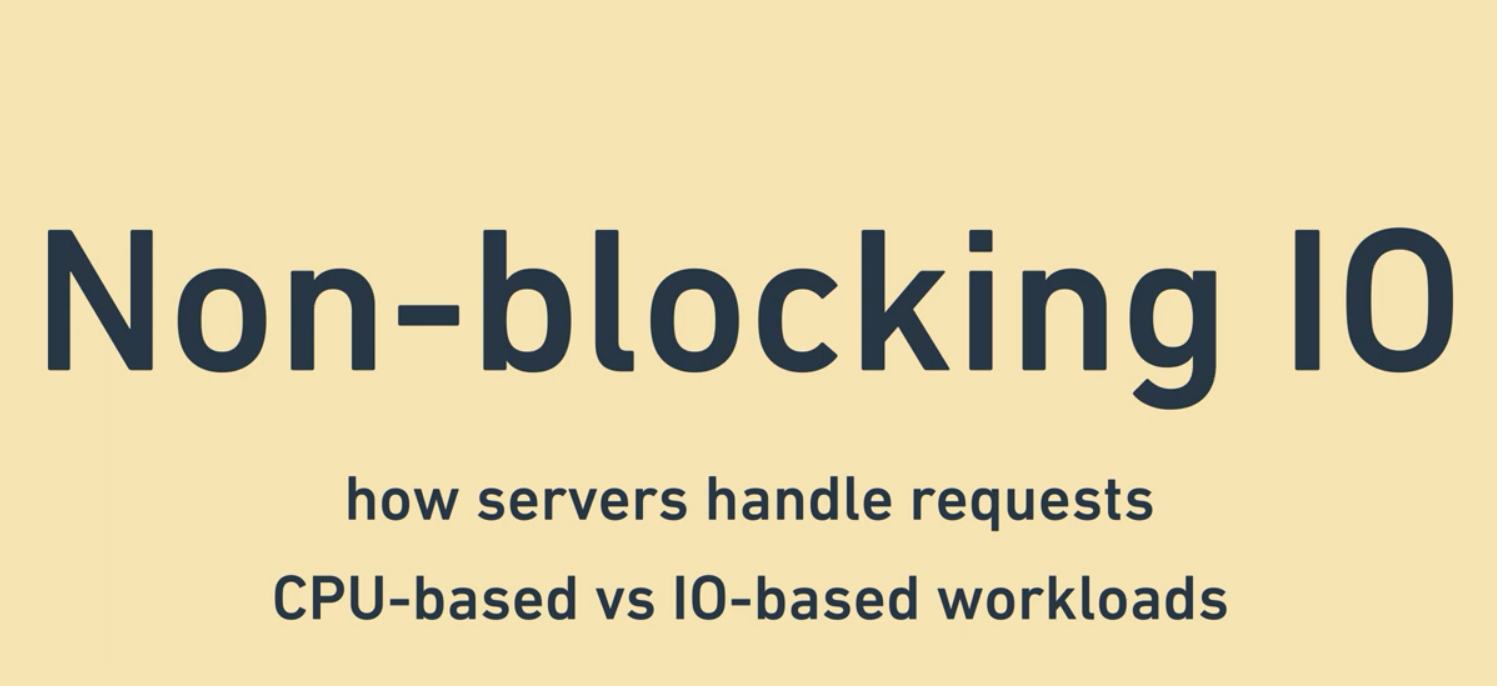 Non-blocking IO
how servers handle requests
CPU-based vs IO-based workloads